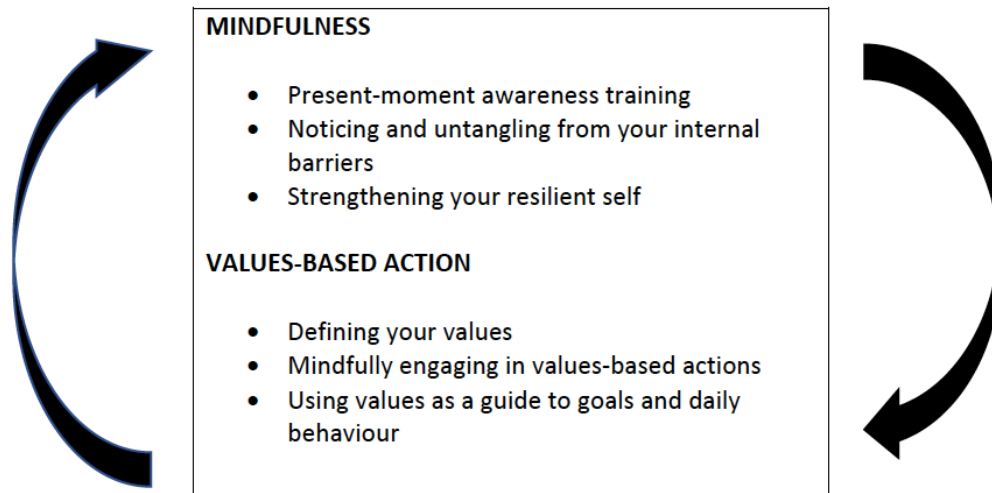 MINDFULNESS
• Present-moment awareness training
• Noticing and untangling from your internal
barriers
• Strengthening your resilient self
VALUES-BASED ACTION
• Defining your values
• Mindfully engaging in values-based actions
• Using values as a guide to goals and daily
behaviour